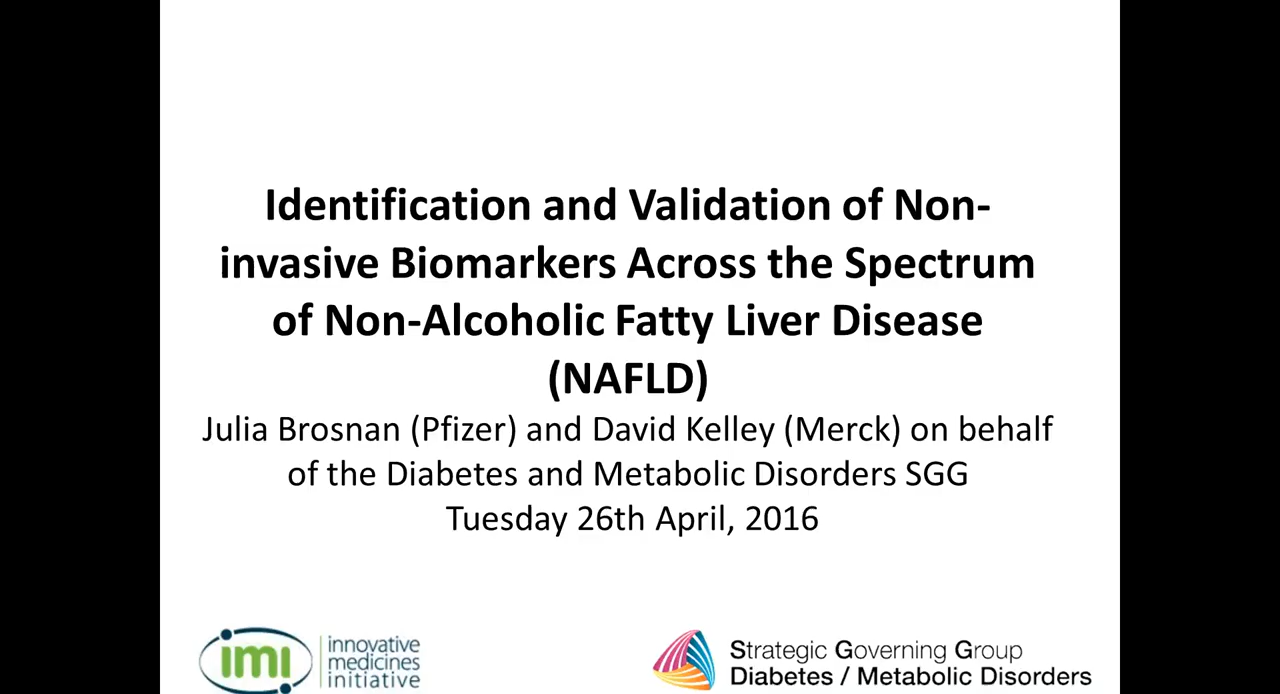 Identification and Validation of Non-
invasive Biomarkers Across the Spectrum
of Non-Alcoholic Fatty Liver Disease
(NAFLD)
Julia Brosnan (Pfizer) and David Kelley (Merck) on behalf
of the Diabetes and Metabolic Disorders SGG
Tuesday 26th April, 2016
imi
innovative
medicines
initiative
Strategic Governing Group
Diabetes / Metabolic Disorders